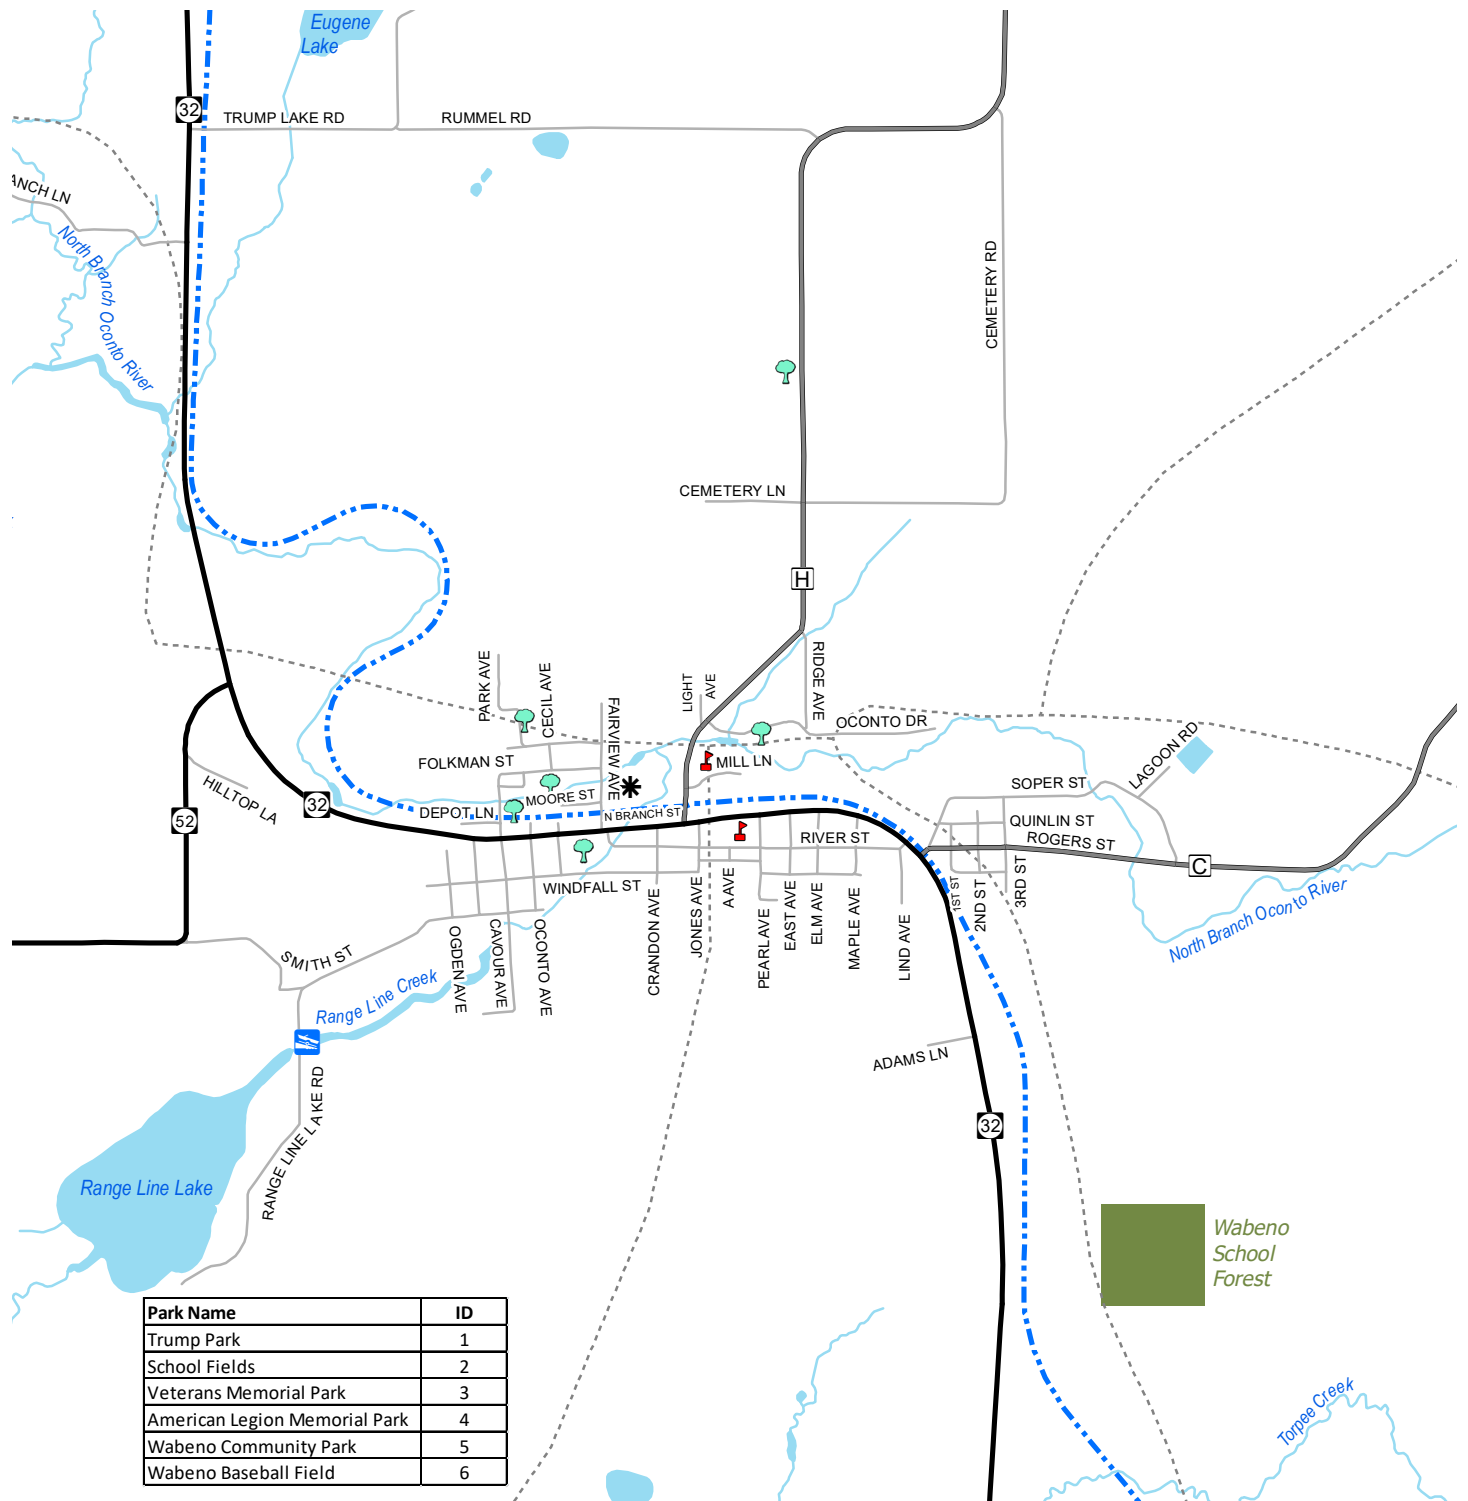 Eugene
Lake
32
TRUMP LAKE RD
RUMMEL RD
ANCH LN
North Branch Oconto River
CEMETERY RD
CEMETERY LN
H
PARK AVE
CECIL AVE
FAIRVIEW AVE
LIGHT
AVE
RIDGE AVE
OCONTO DR
FOLKMAN ST
MILL LN
LAGOON RD
SOPER ST
HILLTOP LA
32
52
DEPOT LN
MOORE ST
N BRANCH ST
QUINLIN ST
ROGERS ST
RIVER ST
C
WINDFALL ST
SMITH ST
OGDEN AVE
CAVOUR AVE
OCONTO AVE
CRANDON AVE
JONES AVE
A AVE
PEARL AVE
EAST AVE
ELM AVE
MAPLE AVE
LIND AVE
1ST ST
2ND ST
3RD ST
North Branch Oconto River
Range Line Creek
ADAMS LN
RANGE LINE LAKE RD
32
Range Line Lake
Wabeno
School
Forest
Park Name ID
Trump Park 1
School Fields 2
Veterans Memorial Park 3
American Legion Memorial Park 4
Wabeno Community Park 5
Wabeno Baseball Field 6
Torpee Creek